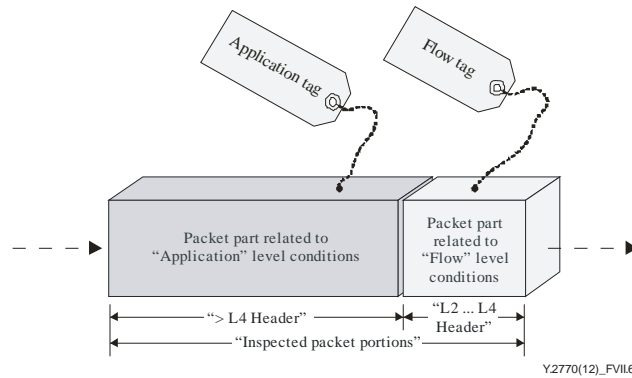 Application tag
Flow tag
Packet part related to
“Application” level conditions
Packet part
related to
“Flow” level
conditions
“> L4 Header”
“L2 ... L4
Header”
“Inspected packet portions”
Y.2770(12)_FVII.6